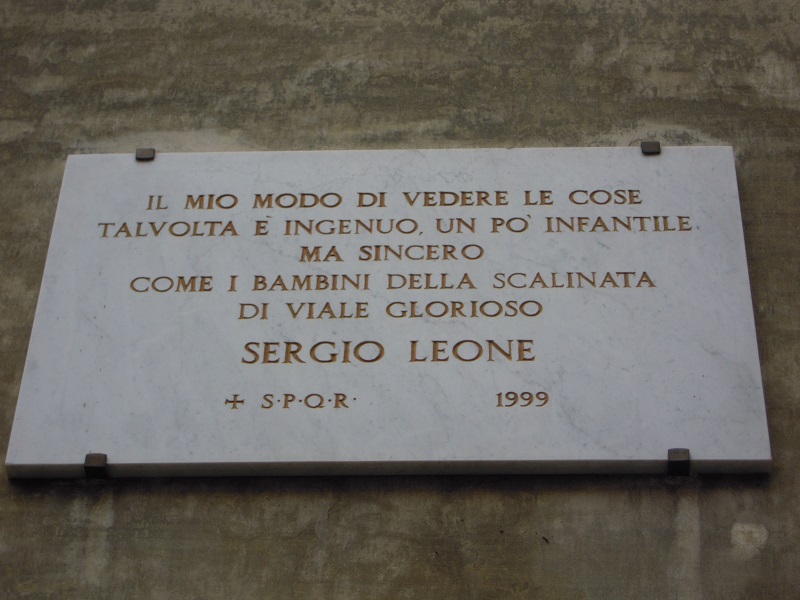 IL MIO MODO DI VEDERE LE COSE
TALVOLTA È INGENUO, UN PO' INFANTILE
MA SINCERO
COME I BAMBINI DELLA SCALINATA
DI VIALE GLORIOSO
SERGIO LEONE
+ S·P·Q·R· 1999